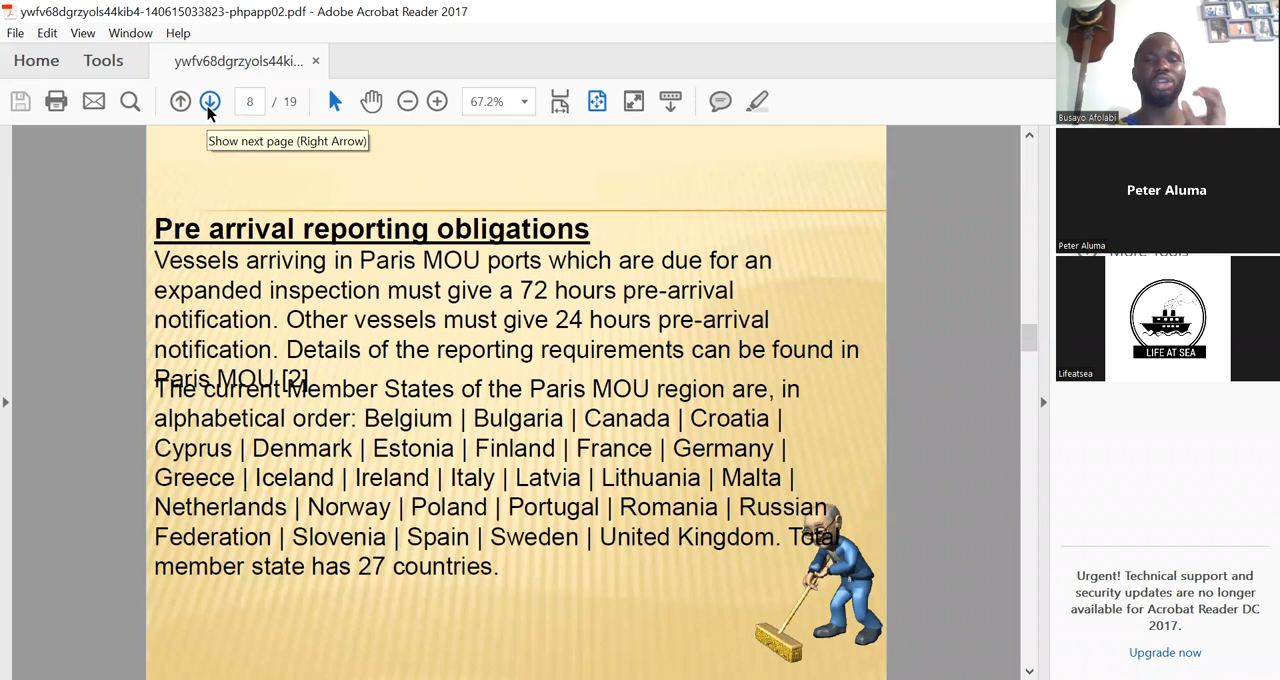 ywfv68dgrzyols44kib4-140615033823-phpapp02.pdf - Adobe Acrobat Reader 2017
File Edit View Window Help
Home Tools ywfv68dgrzyols44ki... ×
8 / 19 67.2%
Show next page (Right Arrow)
Pre arrival reporting obligations
Vessels arriving in Paris MOU ports which are due for an
expanded inspection must give a 72 hours pre-arrival
notification. Other vessels must give 24 hours pre-arrival
notification. Details of the reporting requirements can be found in
Paris MOU.[2]
The current Member States of the Paris MOU region are, in
alphabetical order: Belgium | Bulgaria | Canada | Croatia |
Cyprus | Denmark | Estonia | Finland | France | Germany |
Greece | Iceland | Ireland | Italy | Latvia | Lithuania | Malta |
Netherlands | Norway | Poland | Portugal | Romania | Russian
Federation | Slovenia | Spain | Sweden | United Kingdom. Total
member state has 27 countries.
Busayo Afolabi
Peter Aluma
Peter Aluma
More Tools
LIFE AT SEA
Lifeatsea
Urgent! Technical support and
security updates are no longer
available for Acrobat Reader DC
2017.
Upgrade now